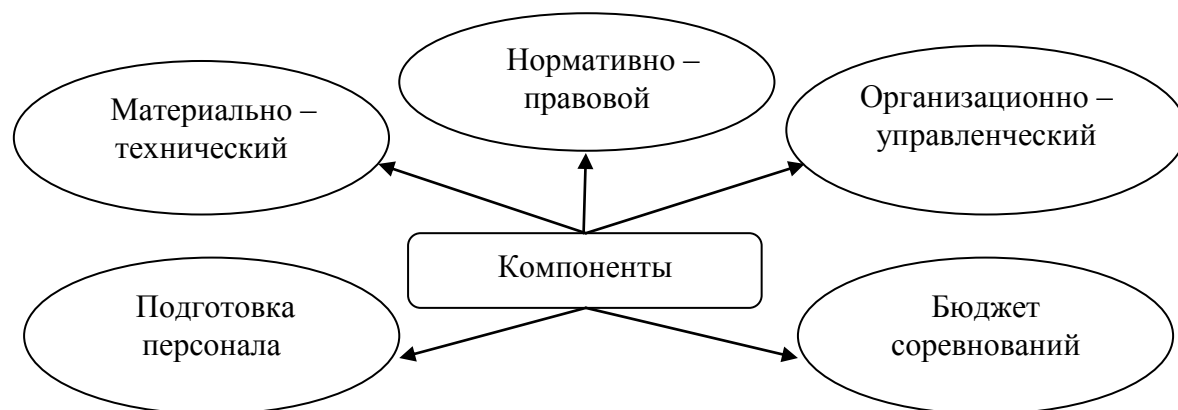 Нормативно –
правовой
Материально –
технический
Организационно –
управленческий
Компоненты
Подготовка
персонала
Бюджет
соревнований